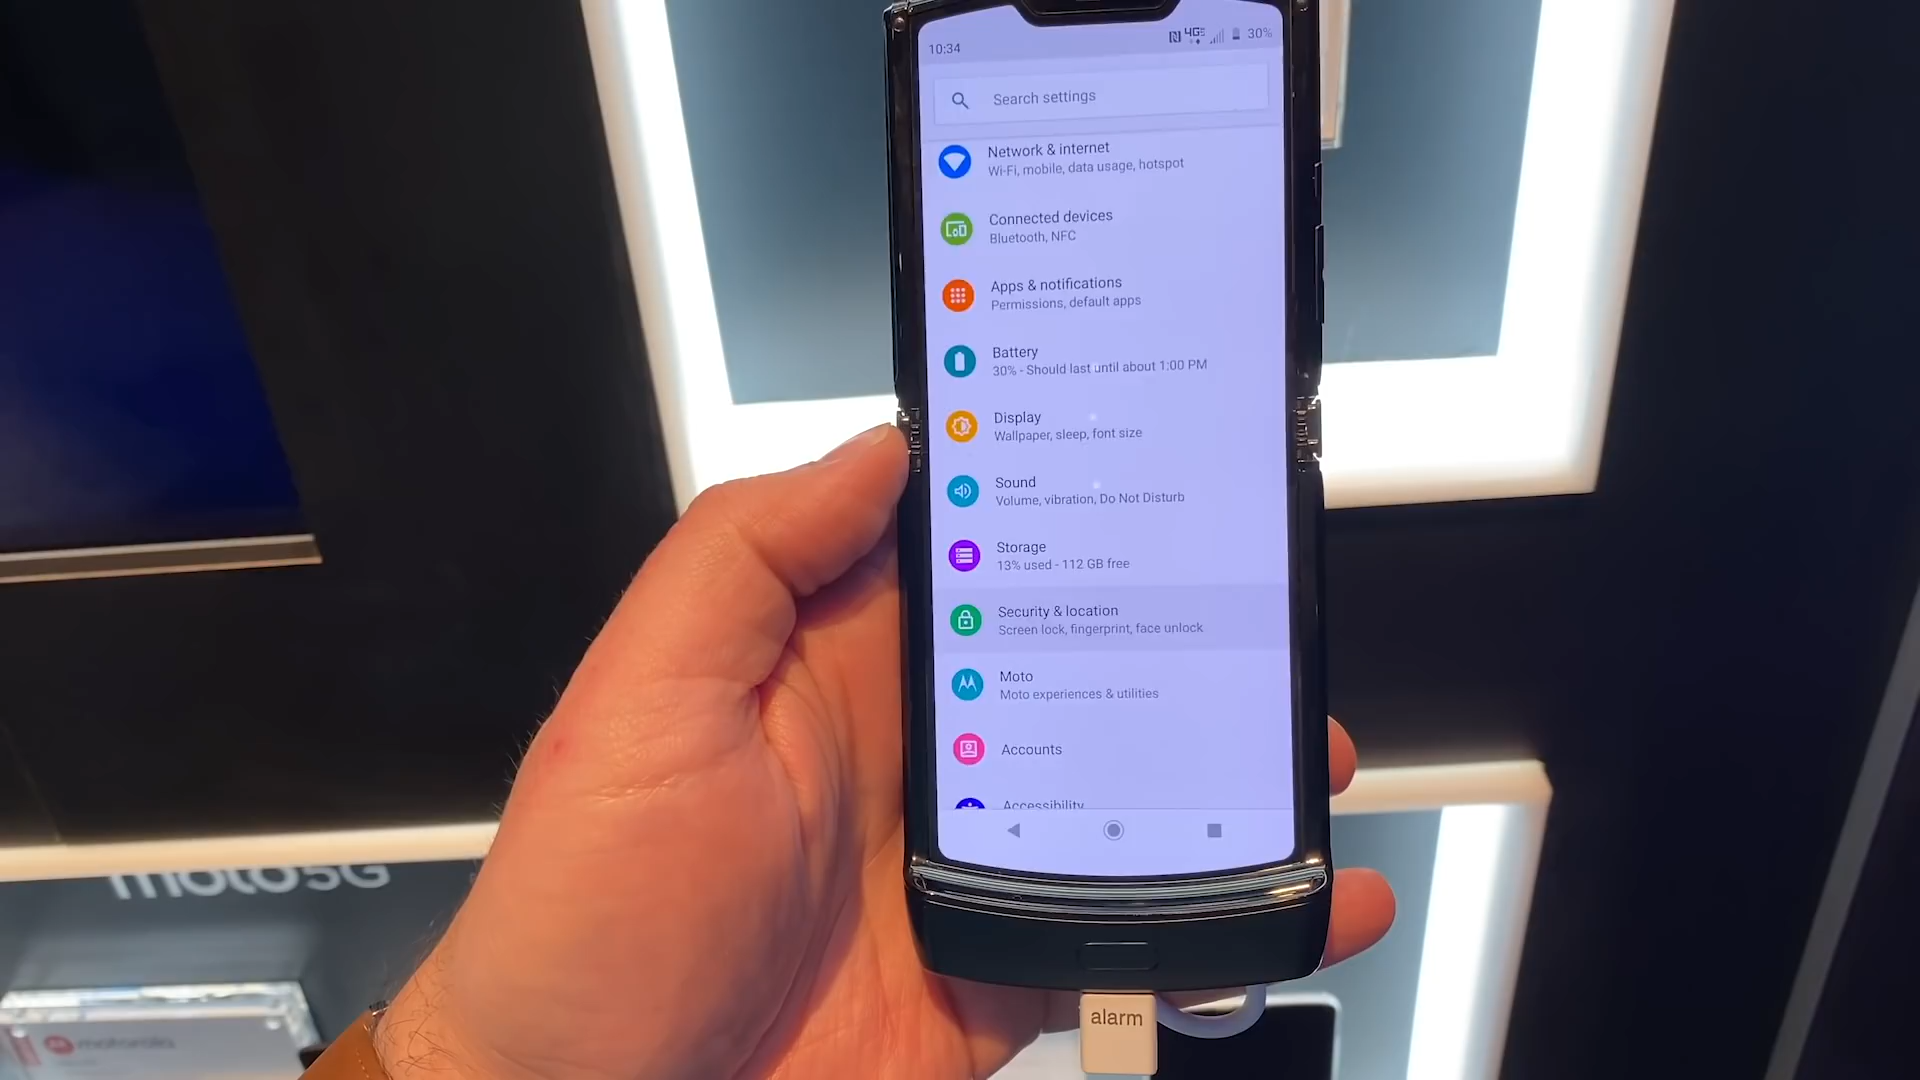 10:34
4G
30%
Search settings
Network & internet
Wi-Fi, mobile, data usage, hotspot
Connected devices
Bluetooth, NFC
Apps & notifications
Permissions, default apps
Battery
30% - Should last until about 1:00 PM
Display
Wallpaper, sleep, font size
Sound
Volume, vibration, Do Not Disturb
Storage
13% used - 112 GB free
Security & location
Screen lock, fingerprint, face unlock
Moto
Moto experiences & utilities
Accounts
Accessibility
moto5G
motorola
alarm